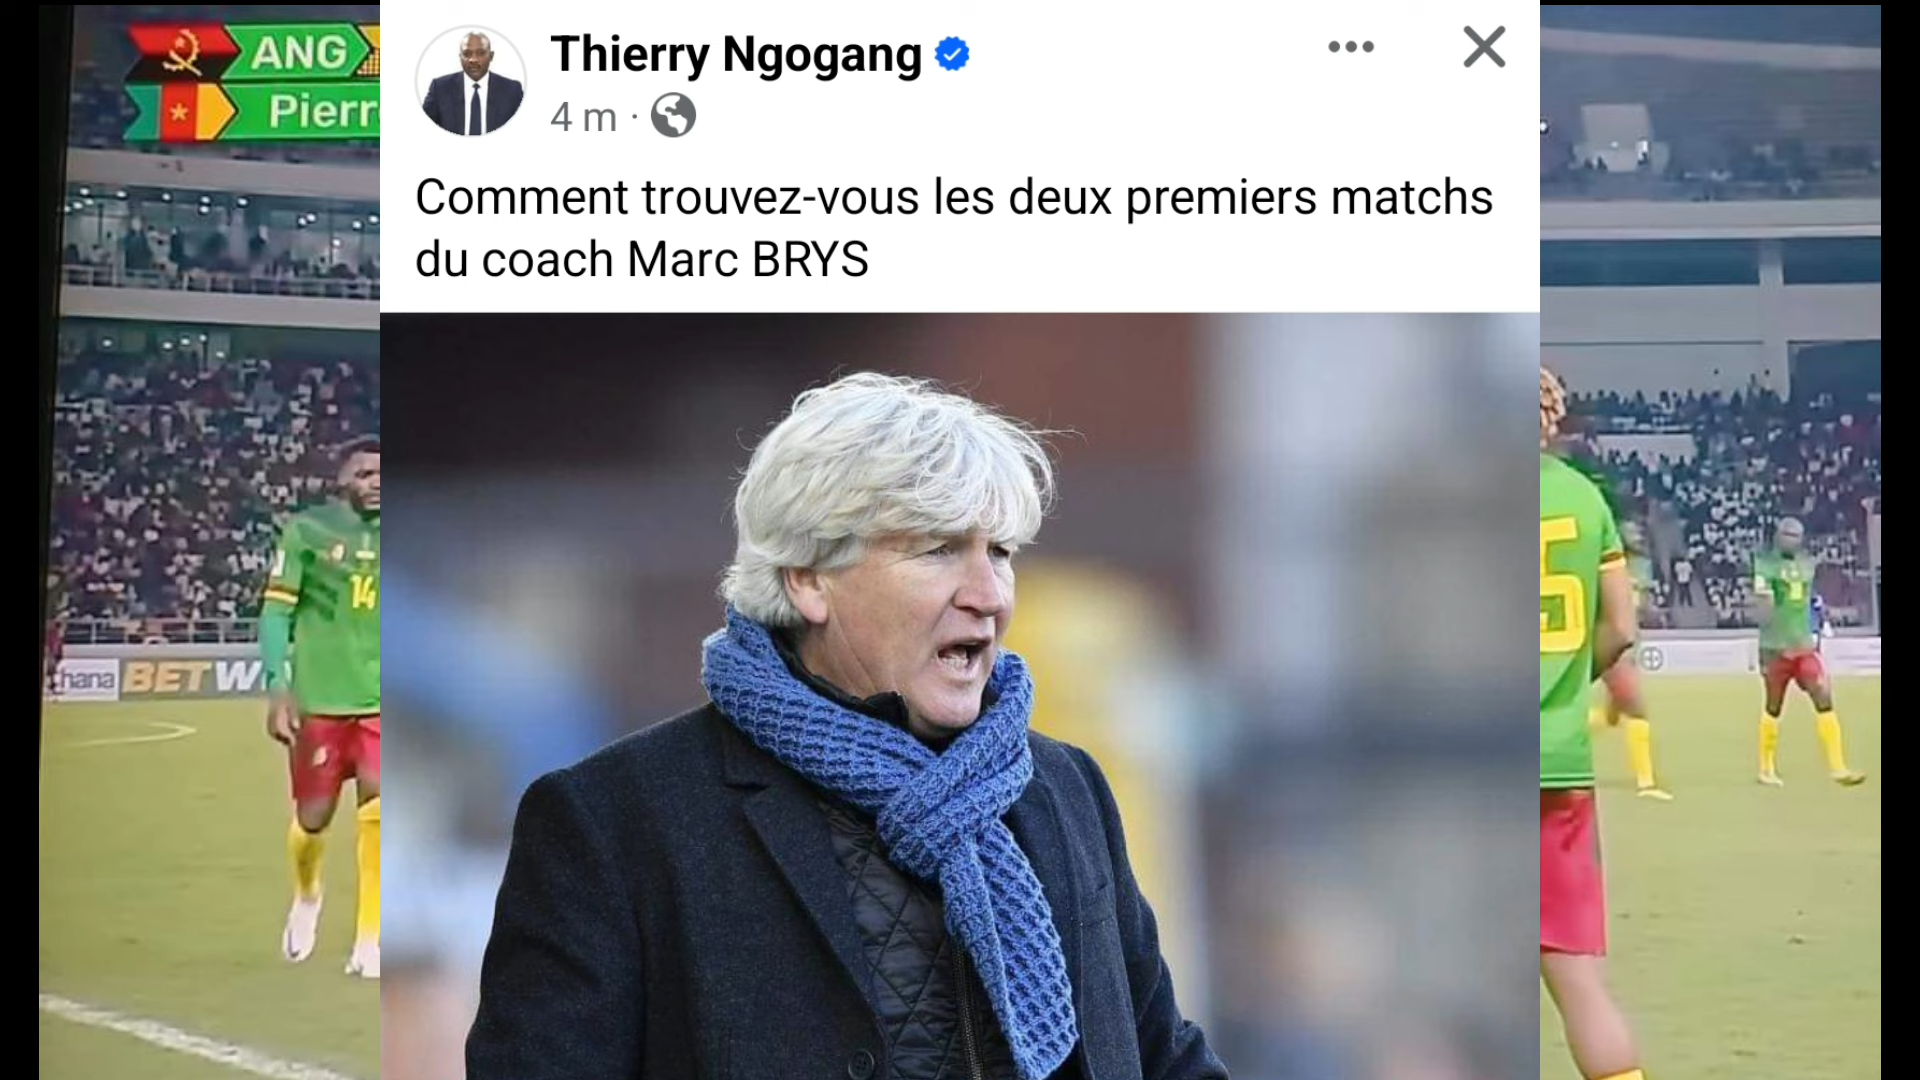 ANG
Pierr
Thierry Ngogang
4 m ·
Comment trouvez-vous les deux premiers matchs
du coach Marc BRYS
14
hana
BETW
5